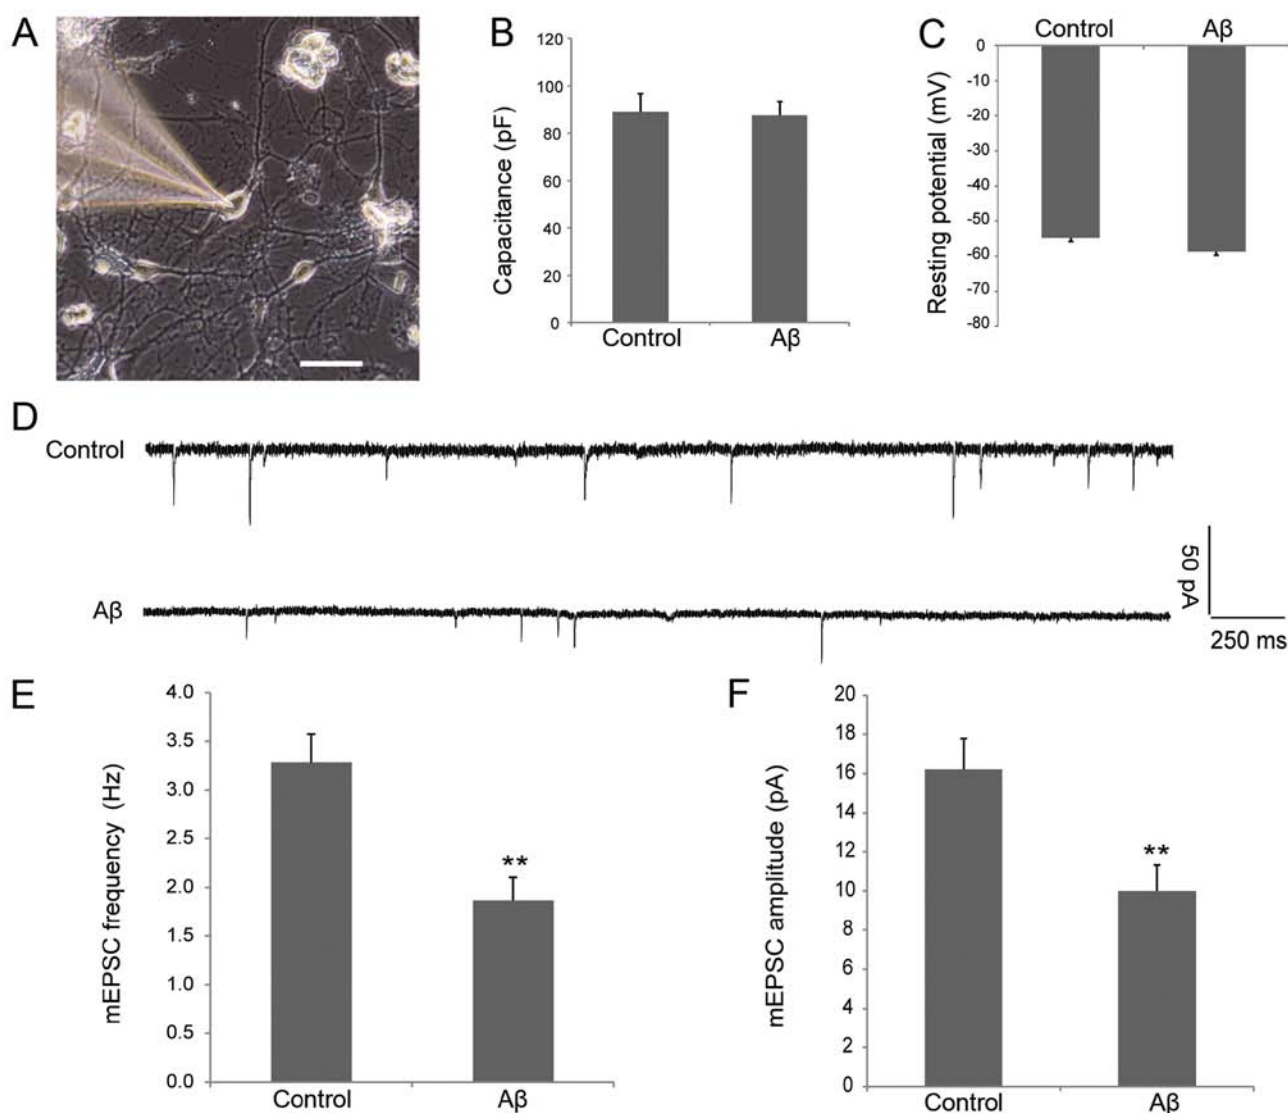 A
B
Capacitance (pF)
120
100
80
60
40
20
0
Control
Aβ
C
Control
Aβ
Resting potential (mV)
0
-10
-20
-30
-40
-50
-60
-70
-80
D
Control
Aβ
50 pA
250 ms
E
mEPSC frequency (Hz)
4.0
3.5
3.0
2.5
2.0
1.5
1.0
0.5
0.0
**
Control
Aβ
F
mEPSC amplitude (pA)
20
18
16
14
12
10
8
6
4
2
0
**
Control
Aβ